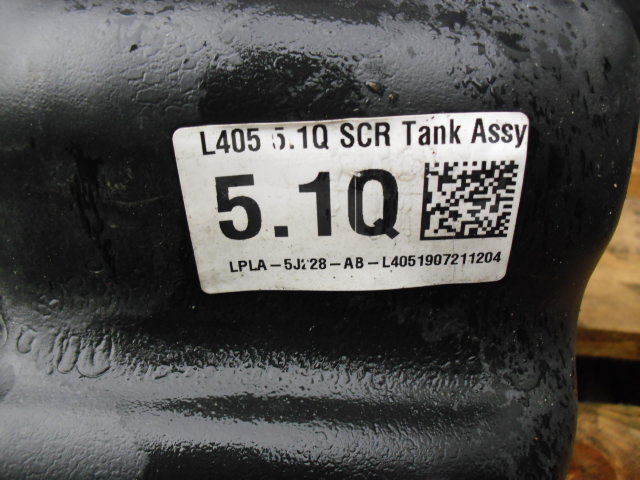 L405 5.1Q SCR Tank Assy
5.1Q
LPLA-5J228-AB-L4051907211204